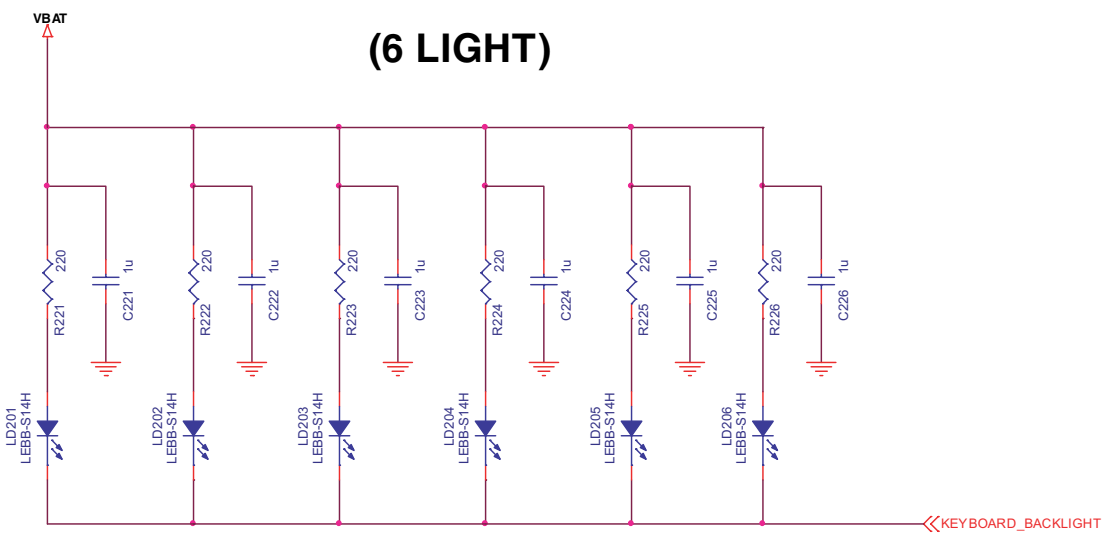 VBAT
(6 LIGHT)
220
R221
1u
C221
220
R222
1u
C222
220
R223
1u
C223
220
R224
1u
C224
220
R225
1u
C225
220
R226
1u
C226
LD201
LEBB-S14H
LD202
LEBB-S14H
LD203
LEBB-S14H
LD204
LEBB-S14H
LD205
LEBB-S14H
LD206
LEBB-S14H
KEYBOARD_BACKLIGHT